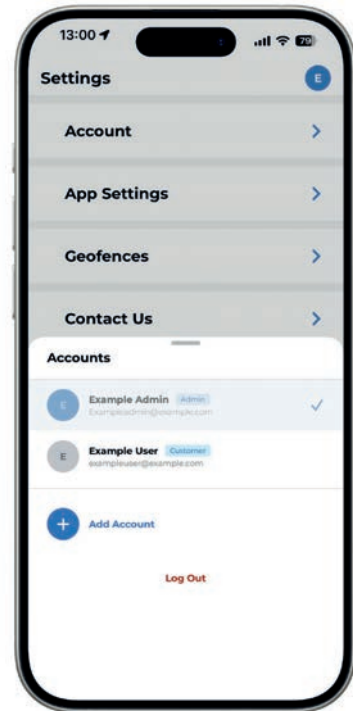 13:00
79
Settings
E
Account
App Settings
Geofences
Contact Us
Accounts
E
Example Admin Admin
Exampleadmin@example.com
E
Example User Customer
exampleuser@example.com
Add Account
Log Out